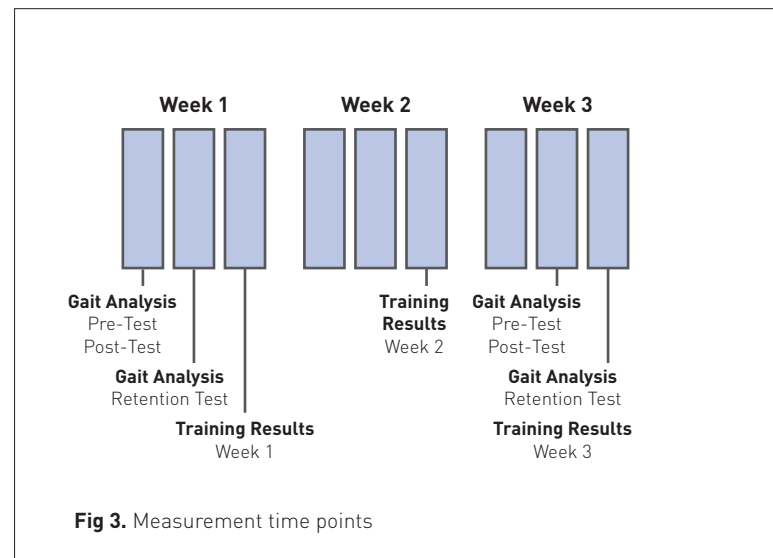 Week 1
Week 2
Week 3
Gait Analysis
Pre-Test
Post-Test
Gait Analysis
Retention Test
Training Results
Week 1
Training
Results
Week 2
Gait Analysis
Pre-Test
Post-Test
Gait Analysis
Retention Test
Training Results
Week 3
Fig 3. Measurement time points